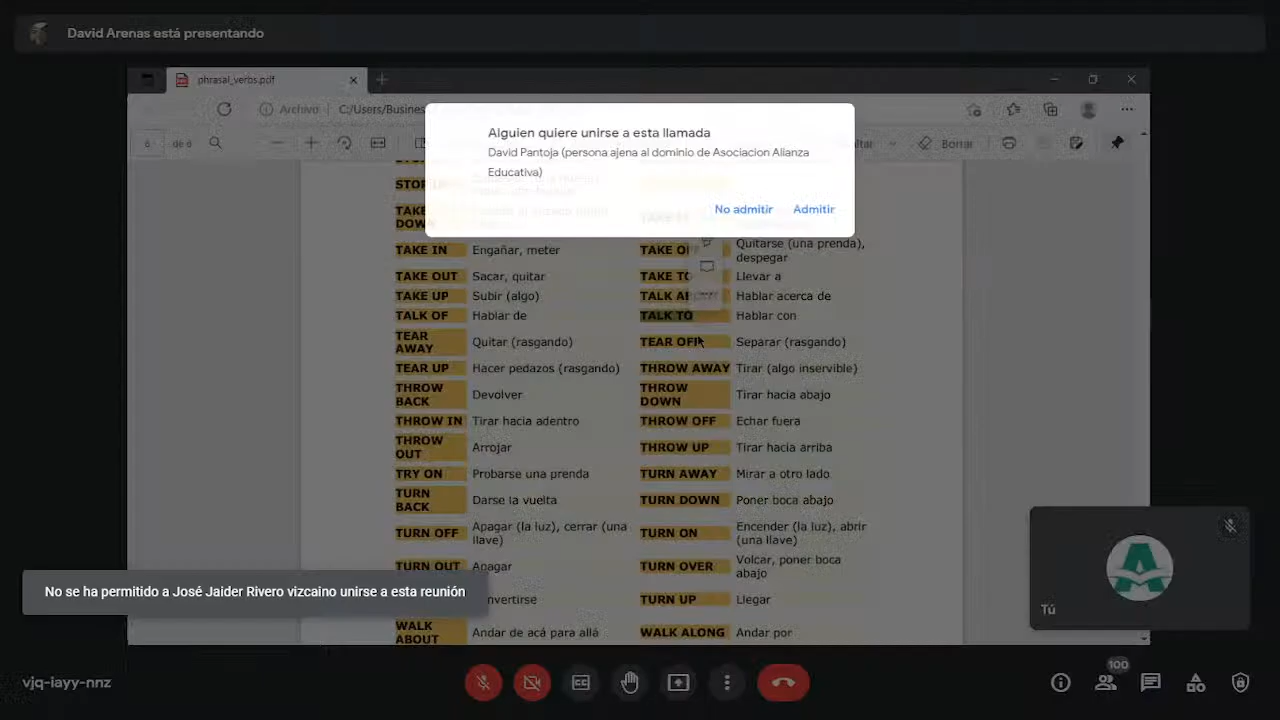 David Arenas está presentando
phrasal_verbs.pdf
Archivo
C:/Users/Busines
6
de 6
Borrar
Alguien quiere unirse a esta llamada
David Pantoja (persona ajena al dominio de Asociacion Alianza
Educativa)
No admitir
Admitir
TAKE
DOWN
TAKE IN Engañar, meter
Quitarse (una prenda),
despegar
TAKE OUT Sacar, quitar
Llevar a
TAKE UP Subir (algo)
Hablar acerca de
TALK OF Hablar de TALK TO Hablar con
TEAR
AWAY Quitar (rasgando) TEAR OFF Separar (rasgando)
TEAR UP Hacer pedazos (rasgando) THROW AWAY Tirar (algo inservible)
THROW
BACK Devolver THROW
DOWN Tirar hacia abajo
THROW IN Tirar hacia adentro THROW OFF Echar fuera
THROW
OUT Arrojar THROW UP Tirar hacia arriba
TRY ON Probarse una prenda TURN AWAY Mirar a otro lado
TURN
BACK Darse la vuelta TURN DOWN Poner boca abajo
TURN OFF Apagar (la luz), cerrar (una
llave) TURN ON Encender (la luz), abrir
(una llave)
TURN OUT Apagar TURN OVER Volcar, poner boca
abajo
TURN UP Llegar
WALK
ABOUT Andar de acá para allá WALK ALONG Andar por
No se ha permitido a José Jaider Rivero vizcaino unirse a esta reunión
Tú
vjq-iayy-nnz
100